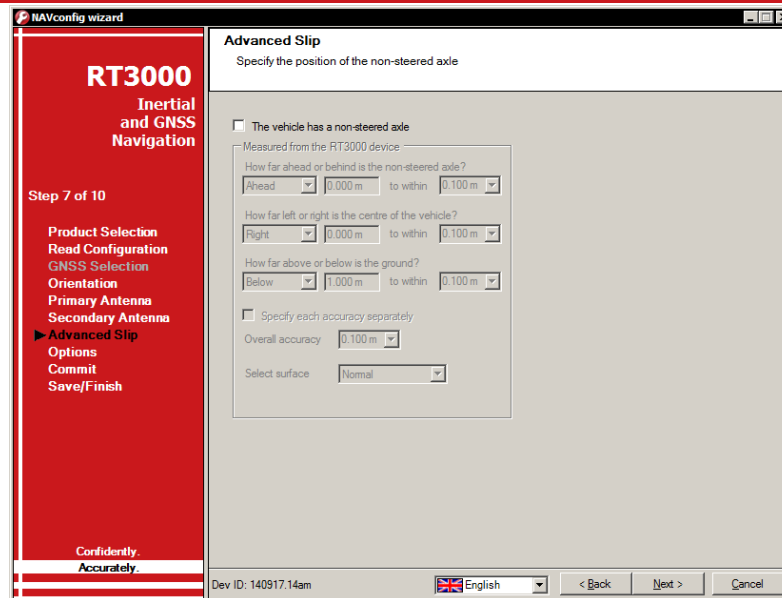 NAVconfig wizard
RT3000
Inertial
and GNSS
Navigation
Step 7 of 10
Product Selection
Read Configuration
GNSS Selection
Orientation
Primary Antenna
Secondary Antenna
Advanced Slip
Options
Commit
Save/Finish
Confidently.
Accurately.
Advanced Slip
Specify the position of the non-steered axle
The vehicle has a non-steered axle
Measured from the RT3000 device
How far ahead or behind is the non-steered axle?
Ahead 0.000 m to within 0.100 m
How far left or right is the centre of the vehicle?
Right 0.000 m to within 0.100 m
How far above or below is the ground?
Below 1.000 m to within 0.100 m
Specify each accuracy separately
Overall accuracy 0.100 m
Select surface Normal
Dev ID: 140917.14am English < Back Next > Cancel